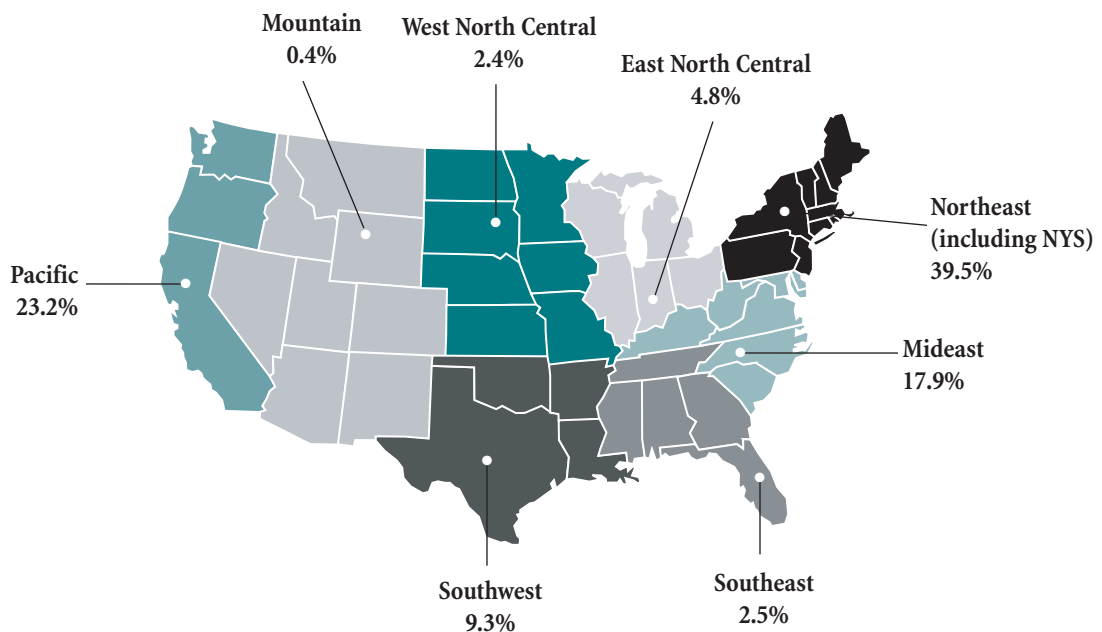 Mountain
0.4%
West North Central
2.4%
East North Central
4.8%
Northeast
(including NYS)
39.5%
Pacific
23.2%
Mideast
17.9%
Southwest
9.3%
Southeast
2.5%